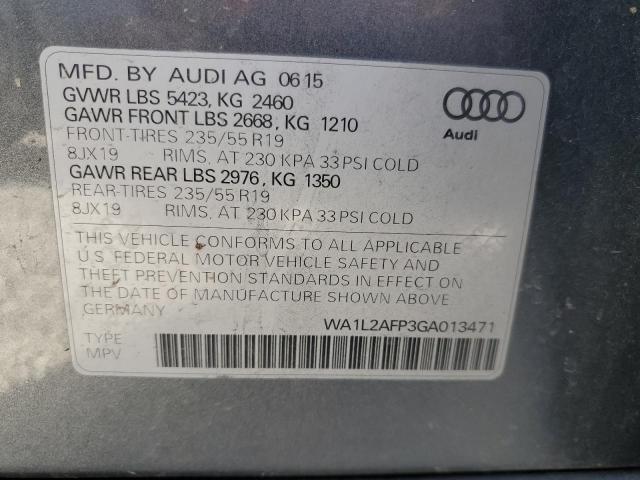 MFD. BY AUDI AG 06 15
GVWR LBS 5423, KG 2460
GAWR FRONT LBS 2668, KG 1210
FRONT-TIRES 235/55 R19
8JX19 RIMS, AT 230 KPA 33 PSI COLD
GAWR REAR LBS 2976, KG 1350
REAR-TIRES 235/55 R19
8JX19 RIMS, AT 230 KPA 33 PSI COLD
Audi
THIS VEHICLE CONFORMS TO ALL APPLICABLE
U.S. FEDERAL MOTOR VEHICLE SAFETY AND
THEFT PREVENTION STANDARDS IN EFFECT ON
THE DATE OF MANUFACTURE SHOWN ABOVE
GERMANY
WA1L2AFP3GA013471
TYPE
MPV